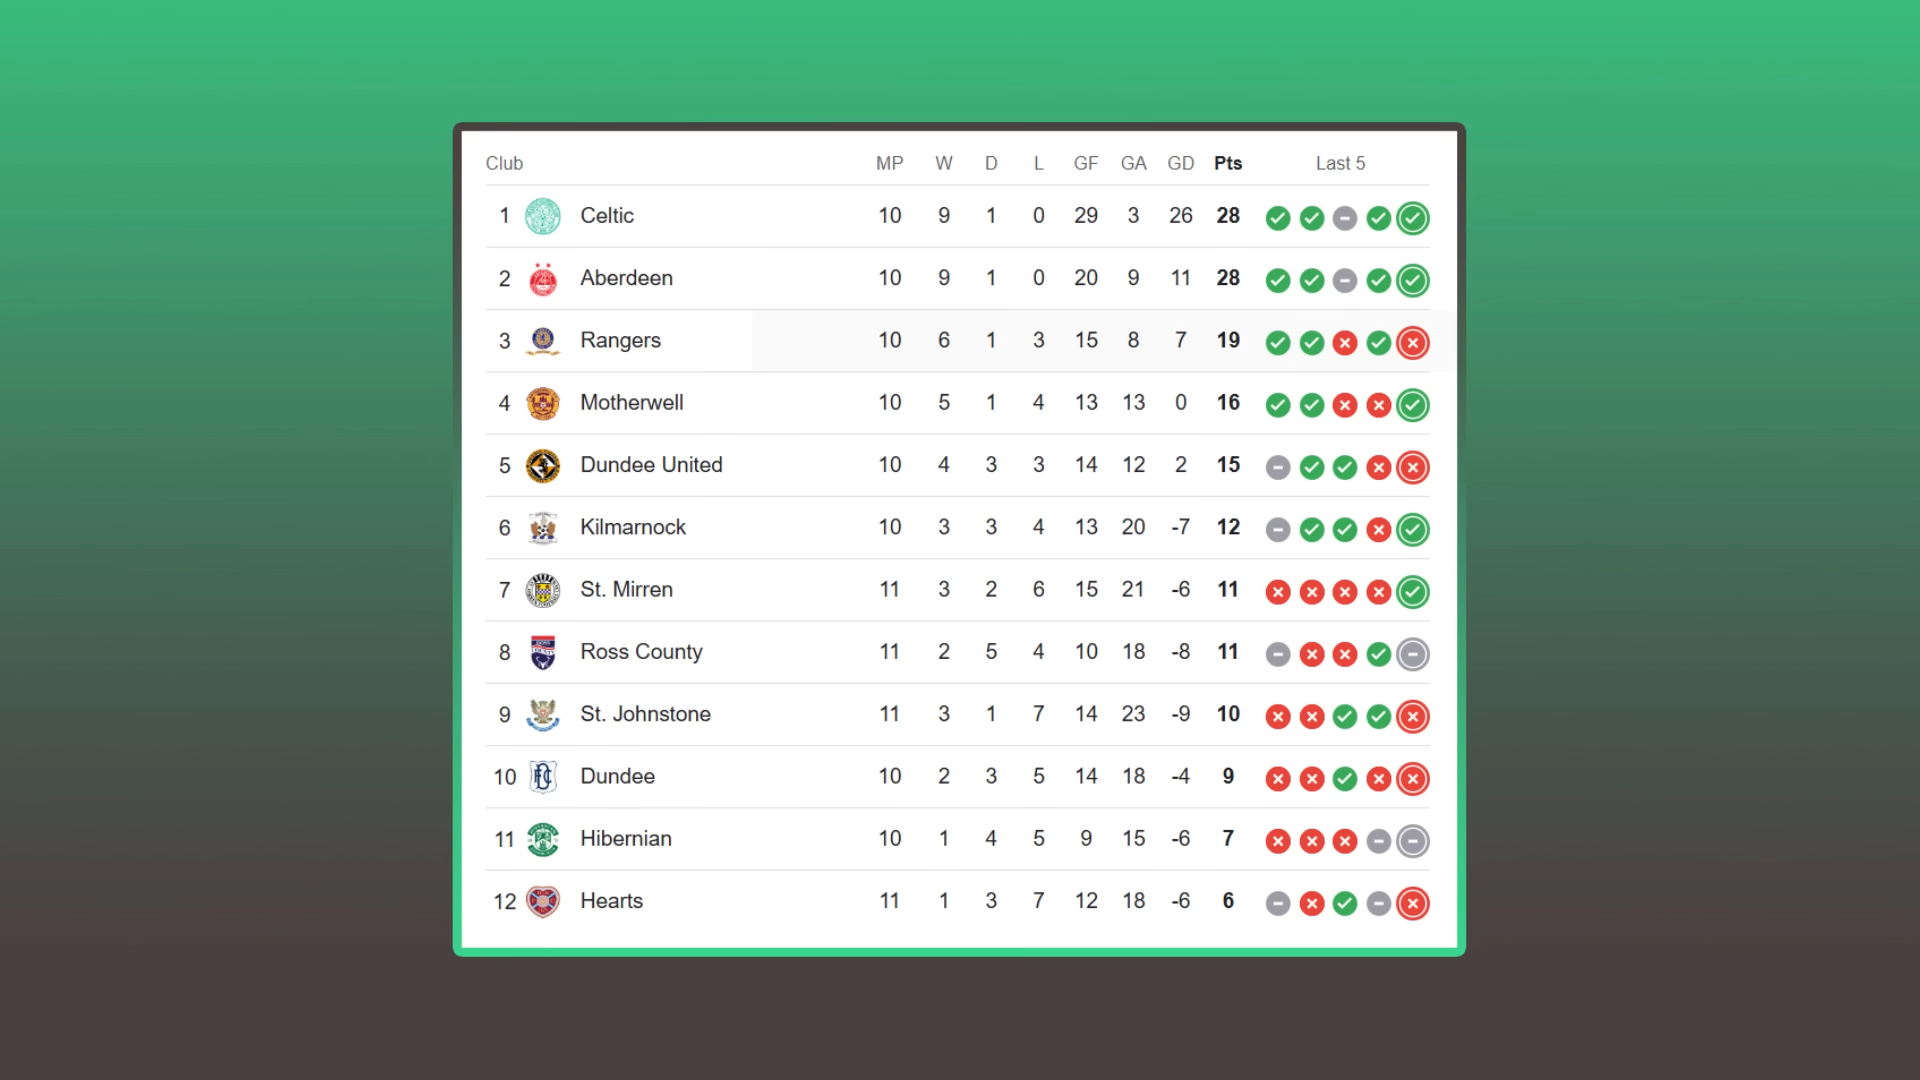 Club MP W D L GF GA GD Pts Last 5
1 Celtic 10 9 1 0 29 3 26 28
2 Aberdeen 10 9 1 0 20 9 11 28
3 Rangers 10 6 1 3 15 8 7 19
4 Motherwell 10 5 1 4 13 13 0 16
5 Dundee United 10 4 3 3 14 12 2 15
6 Kilmarnock 10 3 3 4 13 20 -7 12
7 St. Mirren 11 3 2 6 15 21 -6 11
8 Ross County 11 2 5 4 10 18 -8 11
9 St. Johnstone 11 3 1 7 14 23 -9 10
10 Dundee 10 2 3 5 14 18 -4 9
11 Hibernian 10 1 4 5 9 15 -6 7
12 Hearts 11 1 3 7 12 18 -6 6